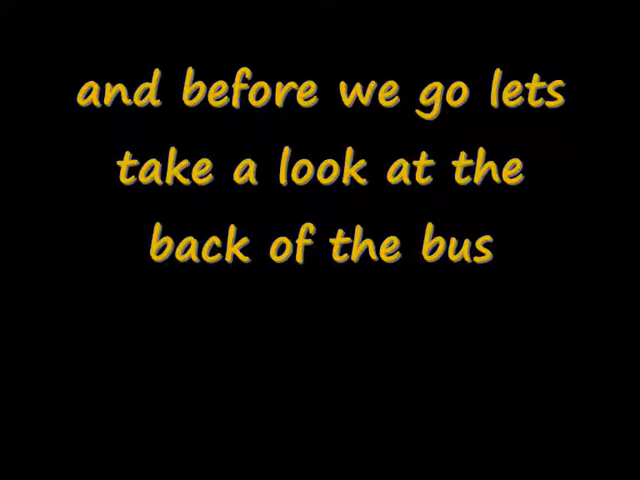 and before we go lets
take a look at the
back of the bus